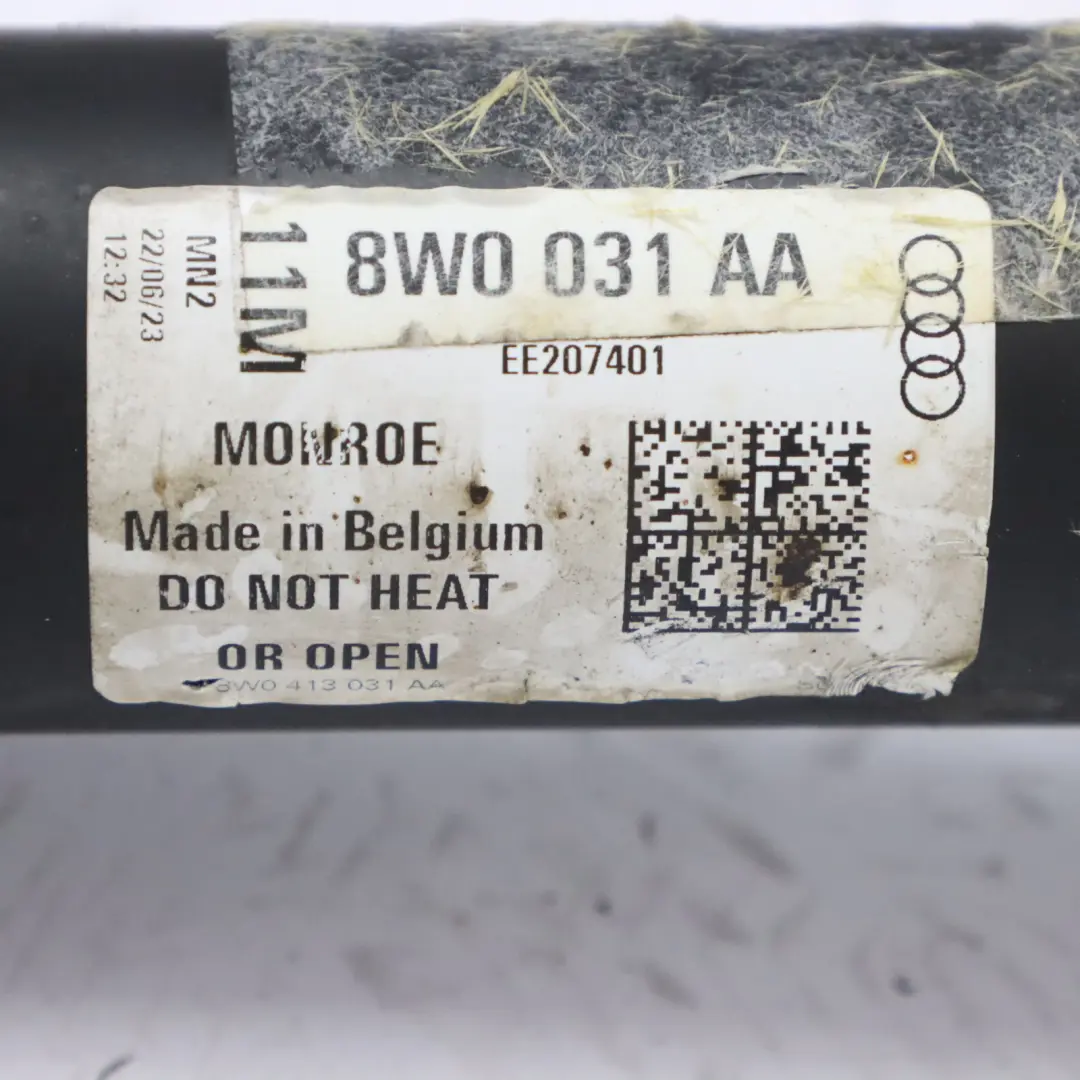 8W0 031 AA
11M
MN2
22/06/23
12:32
EE207401
MONROE
Made in Belgium
DO NOT HEAT
OR OPEN
8W0 413 031 AA